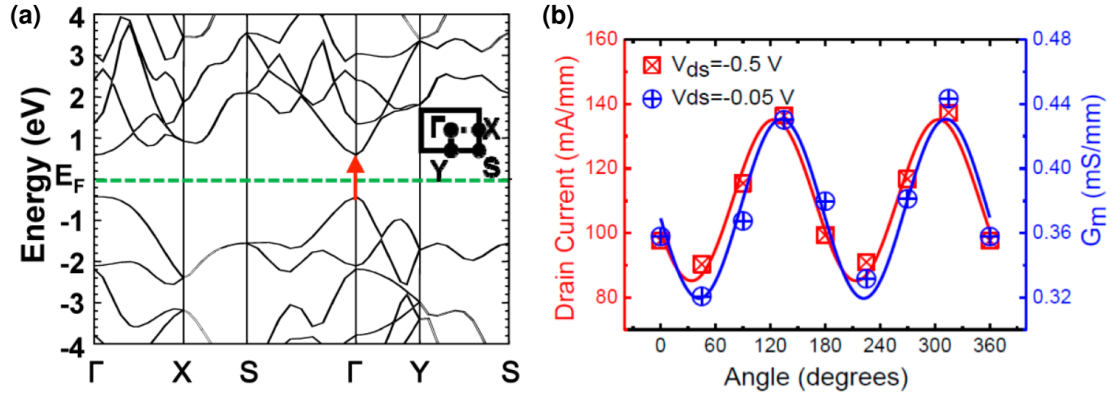 (a)
4
3
2
1
E_F
-1
-2
-3
-4
Energy (eV)
Γ X S Γ Y S
Γ X
Y S
(b)
160
140
120
100
80
Drain Current (mA/mm)
V_ds=-0.5 V
Vds=-0.05 V
0.48
0.44
0.40
0.36
0.32
G_m (mS/mm)
0 60 120 180 240 300 360
Angle (degrees)